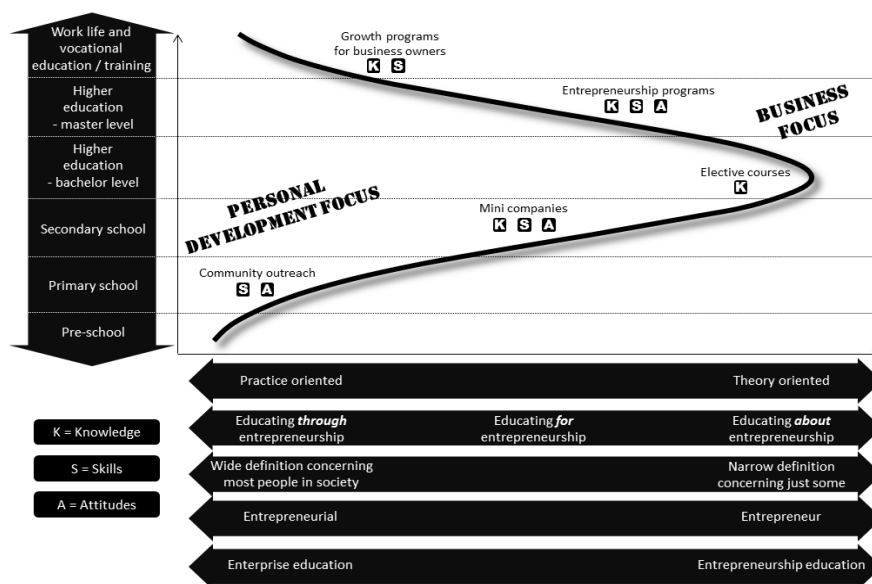 Work life and
vocational
education / training
Higher
education
- master level
Higher
education
- bachelor level
Secondary school
Primary school
Pre-school
Growth programs
for business owners
K S
Entrepreneurship programs
K S A
BUSINESS
FOCUS
Elective courses
K
PERSONAL
DEVELOPMENT FOCUS
Mini companies
K S A
Community outreach
S A
Practice oriented
Theory oriented
Educating through
entrepreneurship
Educating for
entrepreneurship
Educating about
entrepreneurship
Wide definition concerning
most people in society
Narrow definition
concerning just some
Entrepreneurial
Entrepreneur
Enterprise education
Entrepreneurship education
K = Knowledge
S = Skills
A = Attitudes